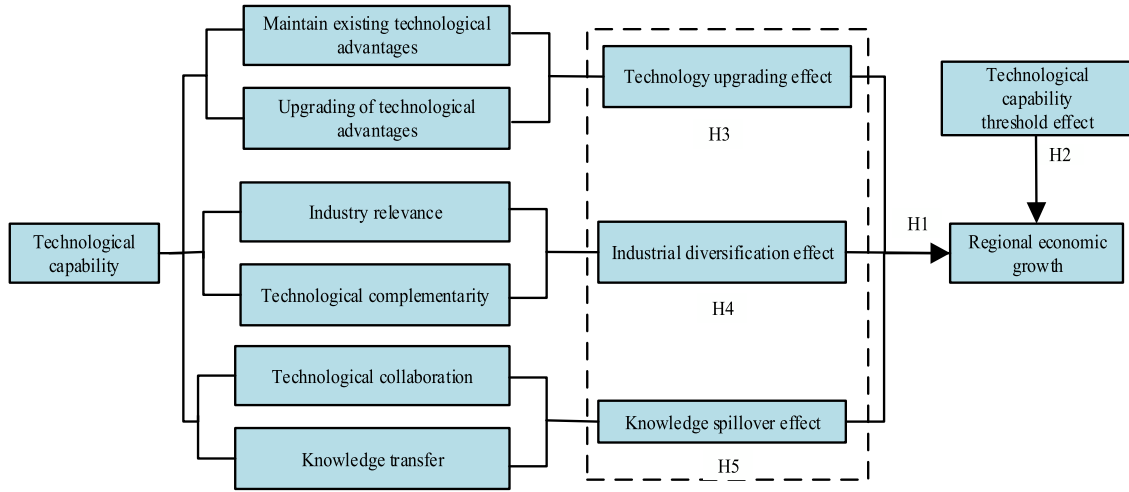 Technological
capability
Maintain existing technological
advantages
Upgrading of technological
advantages
Industry relevance
Technological complementarity
Technological collaboration
Knowledge transfer
Technology upgrading effect
H3
Industrial diversification effect
H4
Knowledge spillover effect
H5
H1
Technological
capability
threshold effect
H2
Regional economic
growth